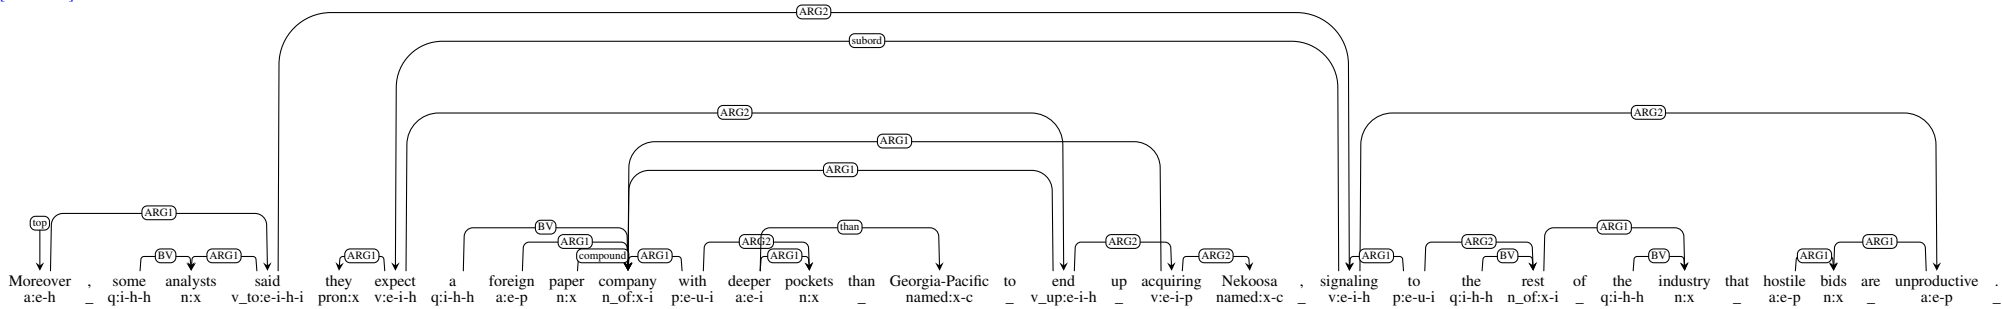 ARG2
subord
ARG2 ARG2
ARG1
ARG1
top ARG1
BV ARG1 than ARG1
ARG1 ARG2 ARG2 ARG2 ARG1
BV ARG1 ARG1 compound ARG1 ARG1 ARG2 ARG1 BV BV ARG1
Moreover , some analysts said they expect a foreign paper company with deeper pockets than Georgia-Pacific to end up acquiring Nekoosa , signaling to the rest of the industry that hostile bids are unproductive .
a:e-h _ q:i-h-h n:x v_to:e-i-h-i pron:x v:e-i-h q:i-h-h a:e-p n:x n_of:x-i p:e-u-i a:e-i n:x _ named:x-c _ v_up:e-i-h _ v:e-i-p named:x-c _ v:e-i-h p:e-u-i q:i-h-h n_of:x-i _ q:i-h-h n:x _ a:e-p n:x _ a:e-p _